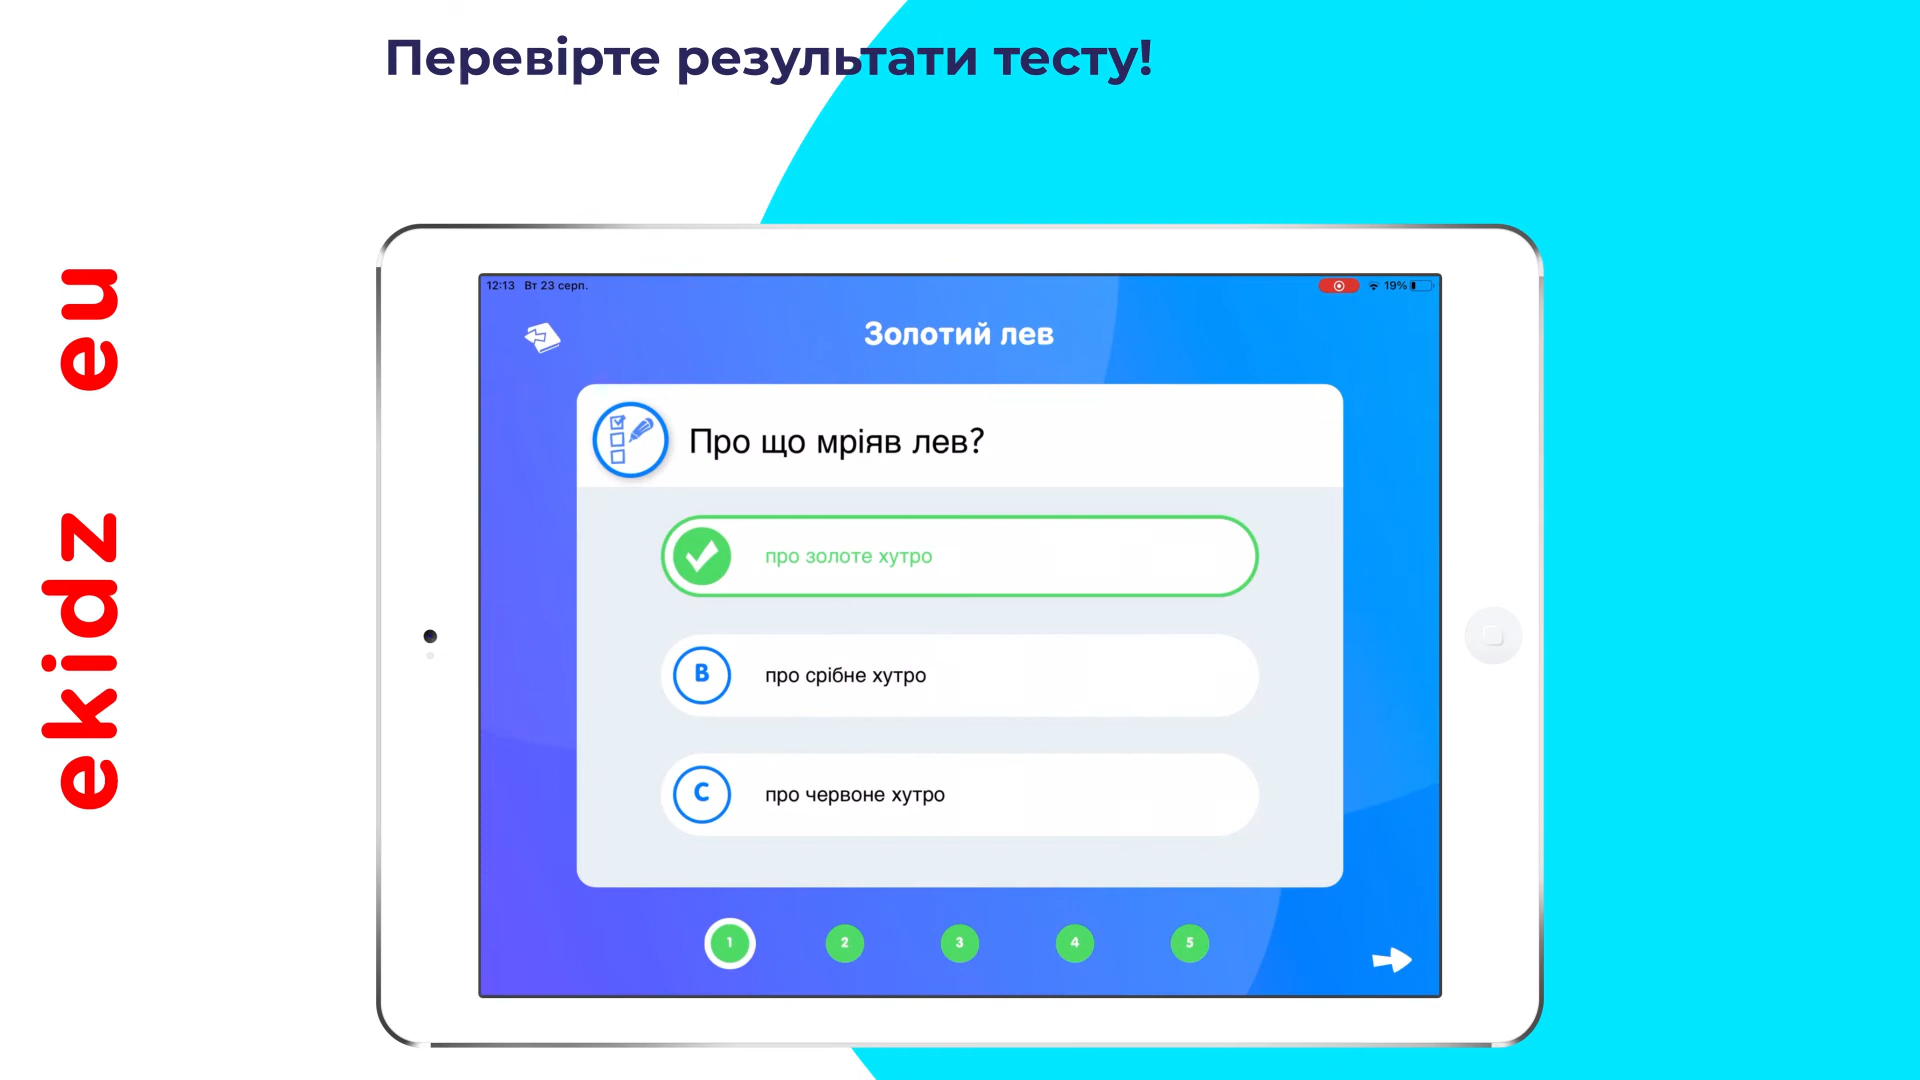 Перевірте результати тесту!
ekidz eu
12:13 Вт 23 серп.
19%
Золотий лев
Про що мріяв лев?
про золоте хутро
B про срібне хутро
C про червоне хутро
1 2 3 4 5